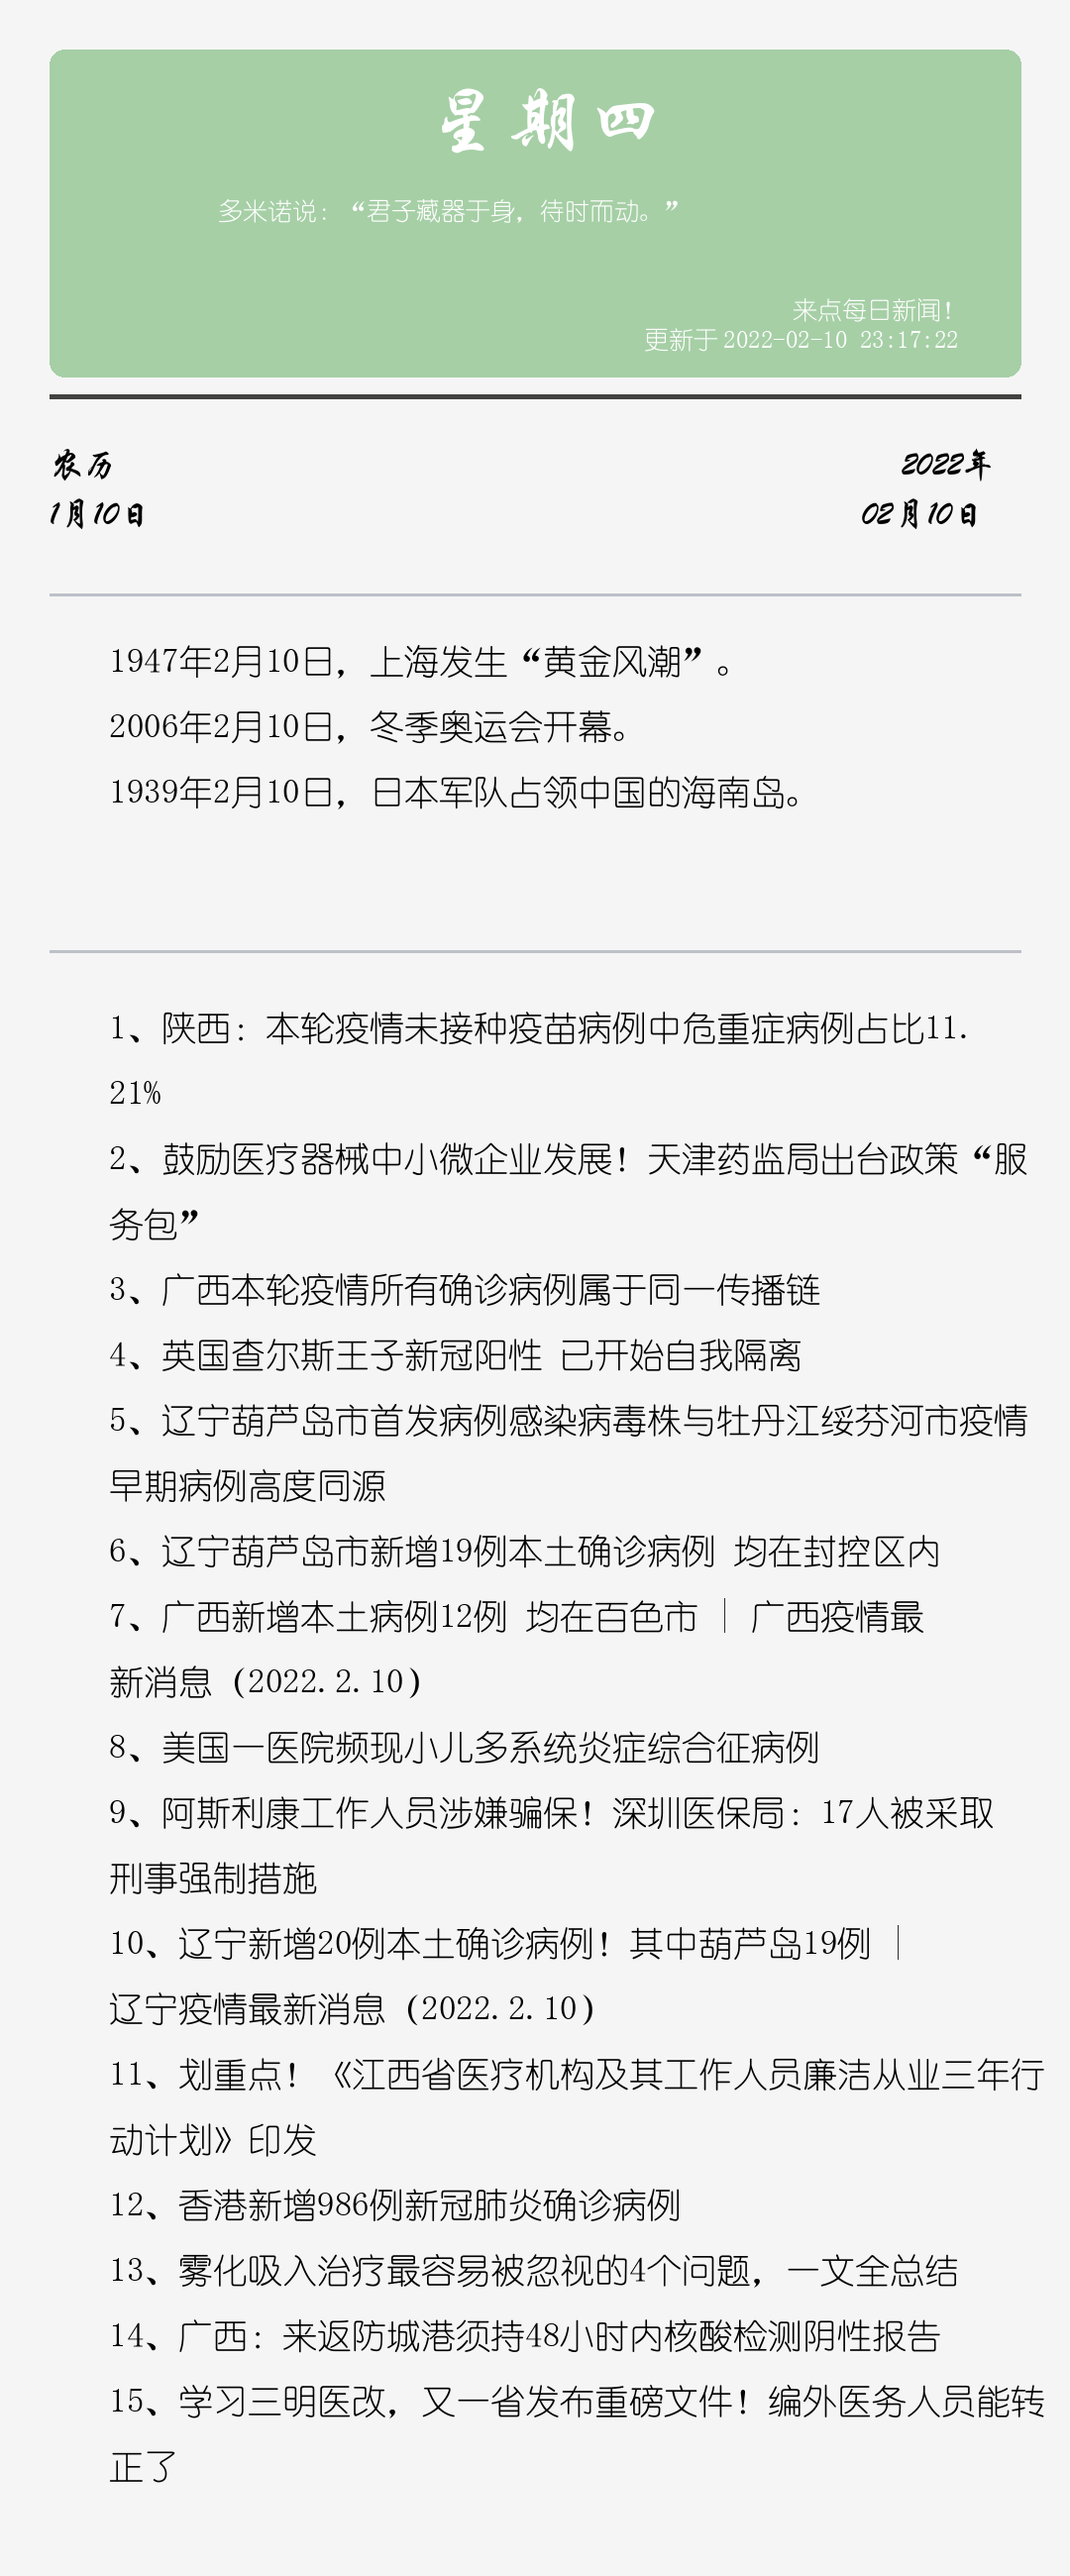 星期四
多米诺说：“君子藏器于身，待时而动。”
来点每日新闻！
更新于 2022-02-10 23:17:22
农历
1月10日
2022年
02月10日
1947年2月10日，上海发生“黄金风潮”。
2006年2月10日，冬季奥运会开幕。
1939年2月10日，日本军队占领中国的海南岛。
1、陕西：本轮疫情未接种疫苗病例中危重症病例占比11.
21%
2、鼓励医疗器械中小微企业发展！天津药监局出台政策“服
务包”
3、广西本轮疫情所有确诊病例属于同一传播链
4、英国查尔斯王子新冠阳性 已开始自我隔离
5、辽宁葫芦岛市首发病例感染病毒株与牡丹江绥芬河市疫情
早期病例高度同源
6、辽宁葫芦岛市新增19例本土确诊病例 均在封控区内
7、广西新增本土病例12例 均在百色市 | 广西疫情最
新消息（2022.2.10）
8、美国一医院频现小儿多系统炎症综合征病例
9、阿斯利康工作人员涉嫌骗保！深圳医保局：17人被采取
刑事强制措施
10、辽宁新增20例本土确诊病例！其中葫芦岛19例 |
辽宁疫情最新消息（2022.2.10）
11、划重点！《江西省医疗机构及其工作人员廉洁从业三年行
动计划》印发
12、香港新增986例新冠肺炎确诊病例
13、雾化吸入治疗最容易被忽视的4个问题，一文全总结
14、广西：来返防城港须持48小时内核酸检测阴性报告
15、学习三明医改，又一省发布重磅文件！编外医务人员能转
正了